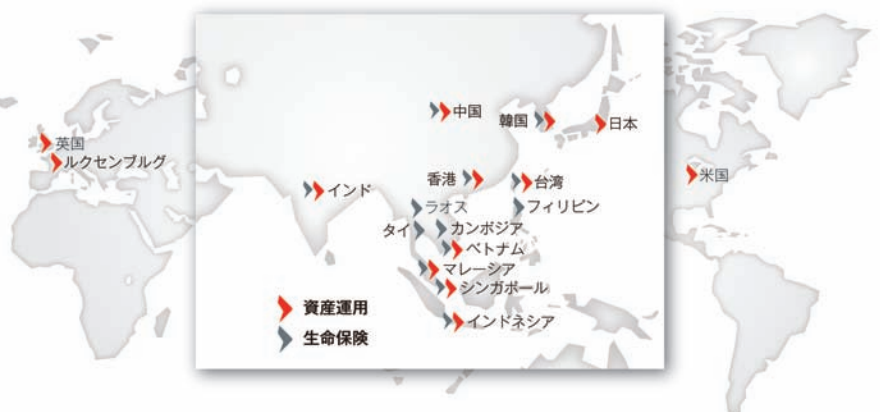 中国
韓国
日本
英国
ルクセンブルグ
香港
台湾
米国
インド
ラオス
フィリピン
タイ
カンボジア
ベトナム
マレーシア
シンガポール
資産運用
インドネシア
生命保険